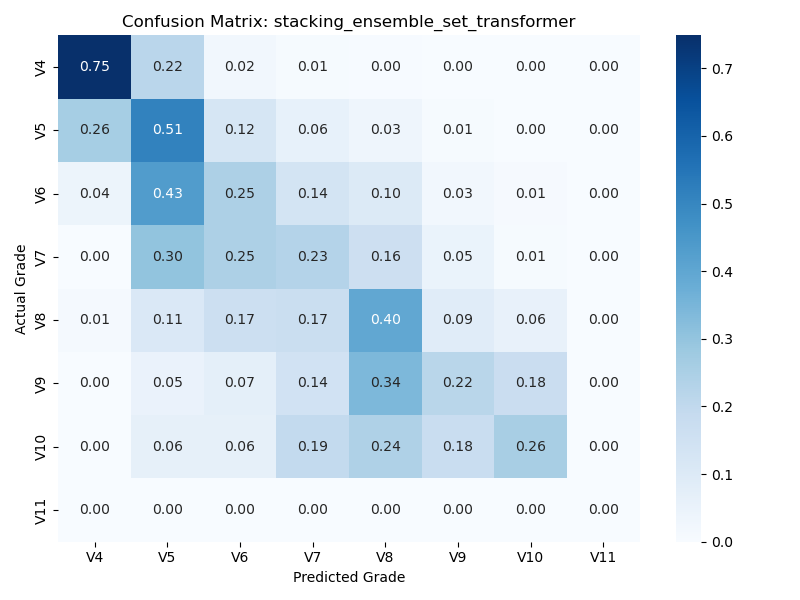 Confusion Matrix: stacking_ensemble_set_transformer
Actual Grade
V4 0.75 0.22 0.02 0.01 0.00 0.00 0.00 0.00
V5 0.26 0.51 0.12 0.06 0.03 0.01 0.00 0.00
V6 0.04 0.43 0.25 0.14 0.10 0.03 0.01 0.00
V7 0.00 0.30 0.25 0.23 0.16 0.05 0.01 0.00
V8 0.01 0.11 0.17 0.17 0.40 0.09 0.06 0.00
V9 0.00 0.05 0.07 0.14 0.34 0.22 0.18 0.00
V10 0.00 0.06 0.06 0.19 0.24 0.18 0.26 0.00
V11 0.00 0.00 0.00 0.00 0.00 0.00 0.00 0.00
V4 V5 V6 V7 V8 V9 V10 V11
Predicted Grade
0.7
0.6
0.5
0.4
0.3
0.2
0.1
0.0